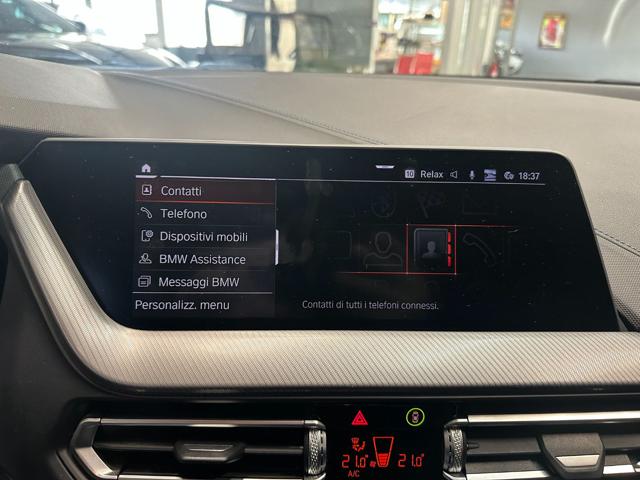 10 Relax 18:37
Contatti
Telefono
Dispositivi mobili
BMW Assistance
Messaggi BMW
Personalizz. menu
Contatti di tutti i telefoni connessi.
21.0° 21.0°
A/C